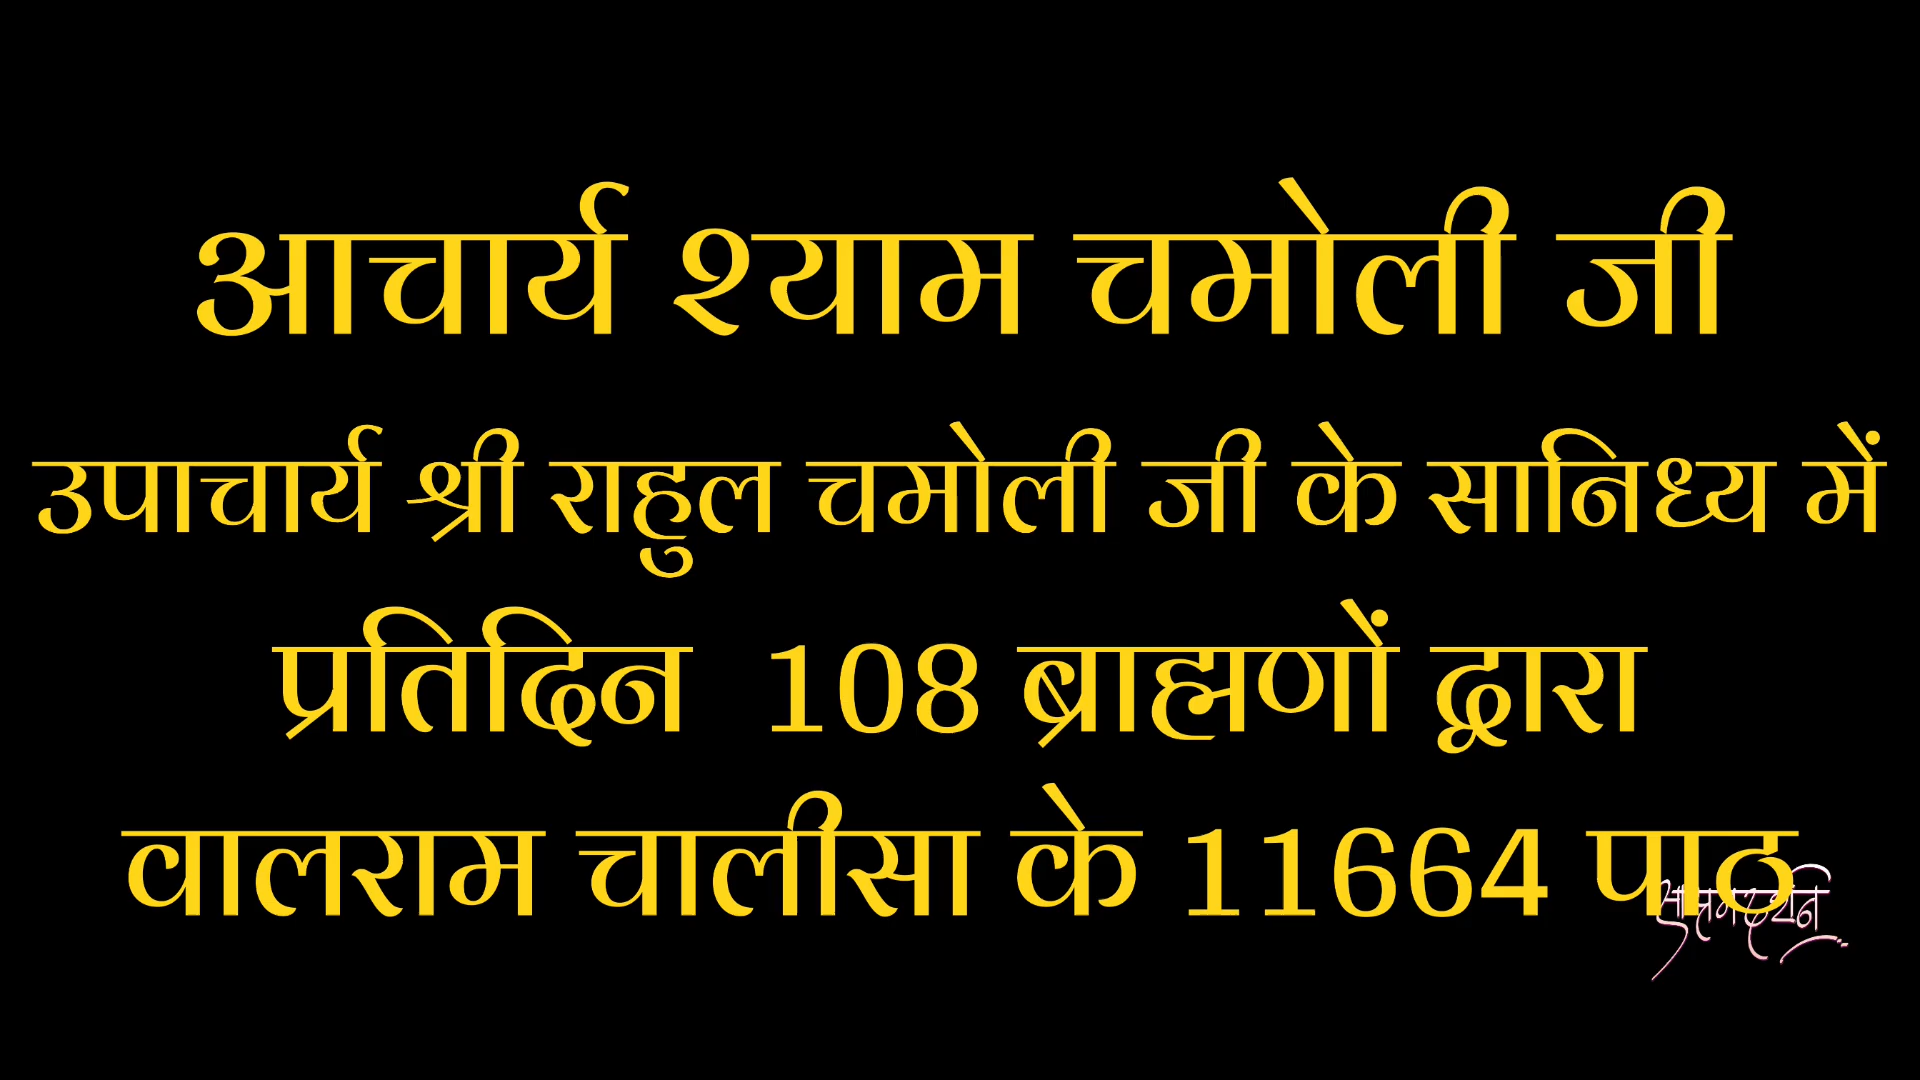 आचार्य श्याम चमोली जी
उपाचार्य श्री राहुल चमोली जी के सानिध्य में
प्रतिदिन 108 ब्राह्मणों द्वारा
वालराम चालीसा के 11664 पाठ